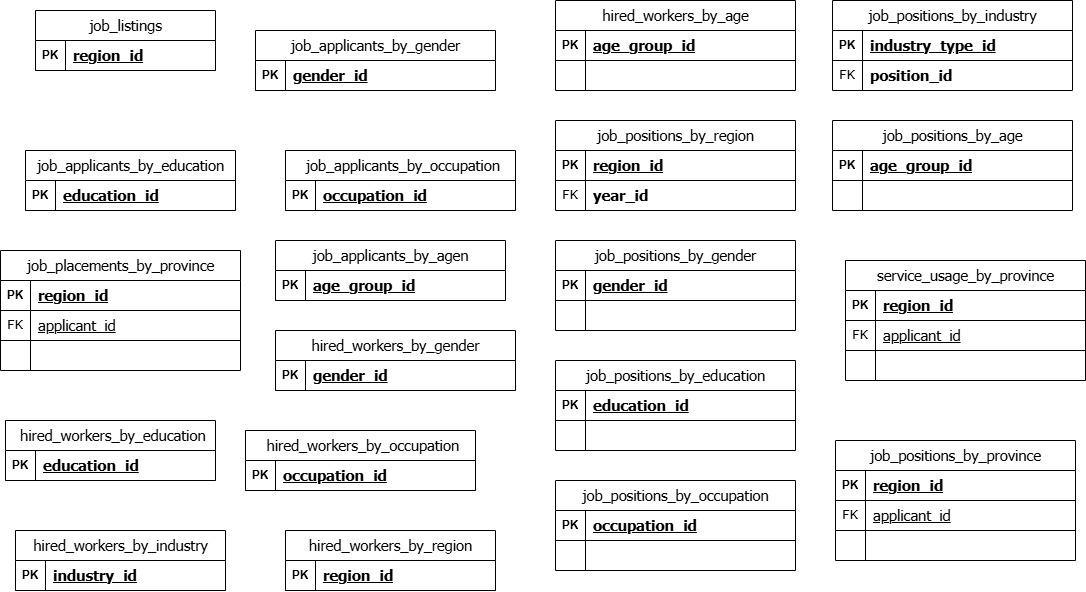 job_listings
PK region_id
job_applicants_by_gender
PK gender_id
hired_workers_by_age
PK age_group_id
job_positions_by_industry
PK industry_type_id
FK position_id
job_applicants_by_education
PK education_id
job_applicants_by_occupation
PK occupation_id
job_positions_by_region
PK region_id
FK year_id
job_positions_by_age
PK age_group_id
job_placements_by_province
PK region_id
FK applicant_id
job_applicants_by_agen
PK age_group_id
job_positions_by_gender
PK gender_id
service_usage_by_province
PK region_id
FK applicant_id
hired_workers_by_gender
PK gender_id
job_positions_by_education
PK education_id
hired_workers_by_education
PK education_id
hired_workers_by_occupation
PK occupation_id
job_positions_by_occupation
PK occupation_id
job_positions_by_province
PK region_id
FK applicant_id
hired_workers_by_industry
PK industry_id
hired_workers_by_region
PK region_id